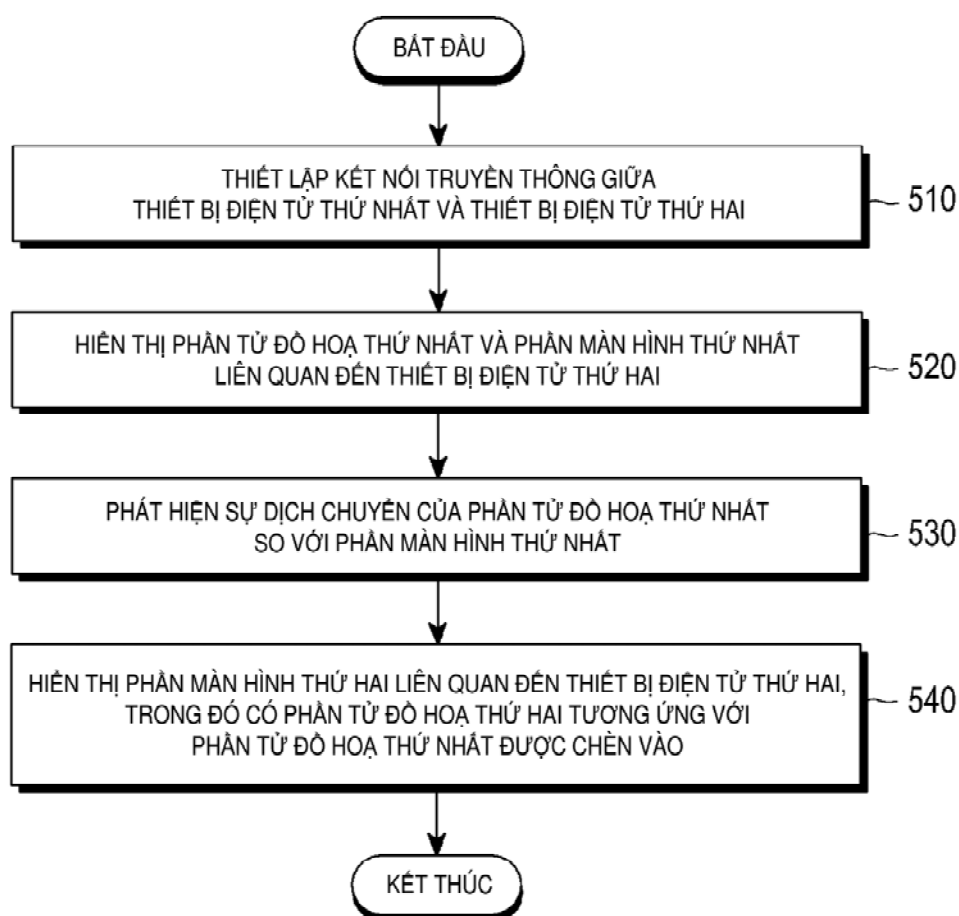 BẮT ĐẦU
THIẾT LẬP KẾT NỐI TRUYỀN THÔNG GIỮA
THIẾT BỊ ĐIỆN TỬ THỨ NHẤT VÀ THIẾT BỊ ĐIỆN TỬ THỨ HAI
510
HIỂN THỊ PHẦN TỬ ĐỒ HOẠ THỨ NHẤT VÀ PHẦN MÀN HÌNH THỨ NHẤT
LIÊN QUAN ĐẾN THIẾT BỊ ĐIỆN TỬ THỨ HAI
520
PHÁT HIỆN SỰ DỊCH CHUYỂN CỦA PHẦN TỬ ĐỒ HOẠ THỨ NHẤT
SO VỚI PHẦN MÀN HÌNH THỨ NHẤT
530
HIỂN THỊ PHẦN MÀN HÌNH THỨ HAI LIÊN QUAN ĐẾN THIẾT BỊ ĐIỆN TỬ THỨ HAI,
TRONG ĐÓ CÓ PHẦN TỬ ĐỒ HOẠ THỨ HAI TƯƠNG ỨNG VỚI
PHẦN TỬ ĐỒ HOẠ THỨ NHẤT ĐƯỢC CHÈN VÀO
540
KẾT THÚC